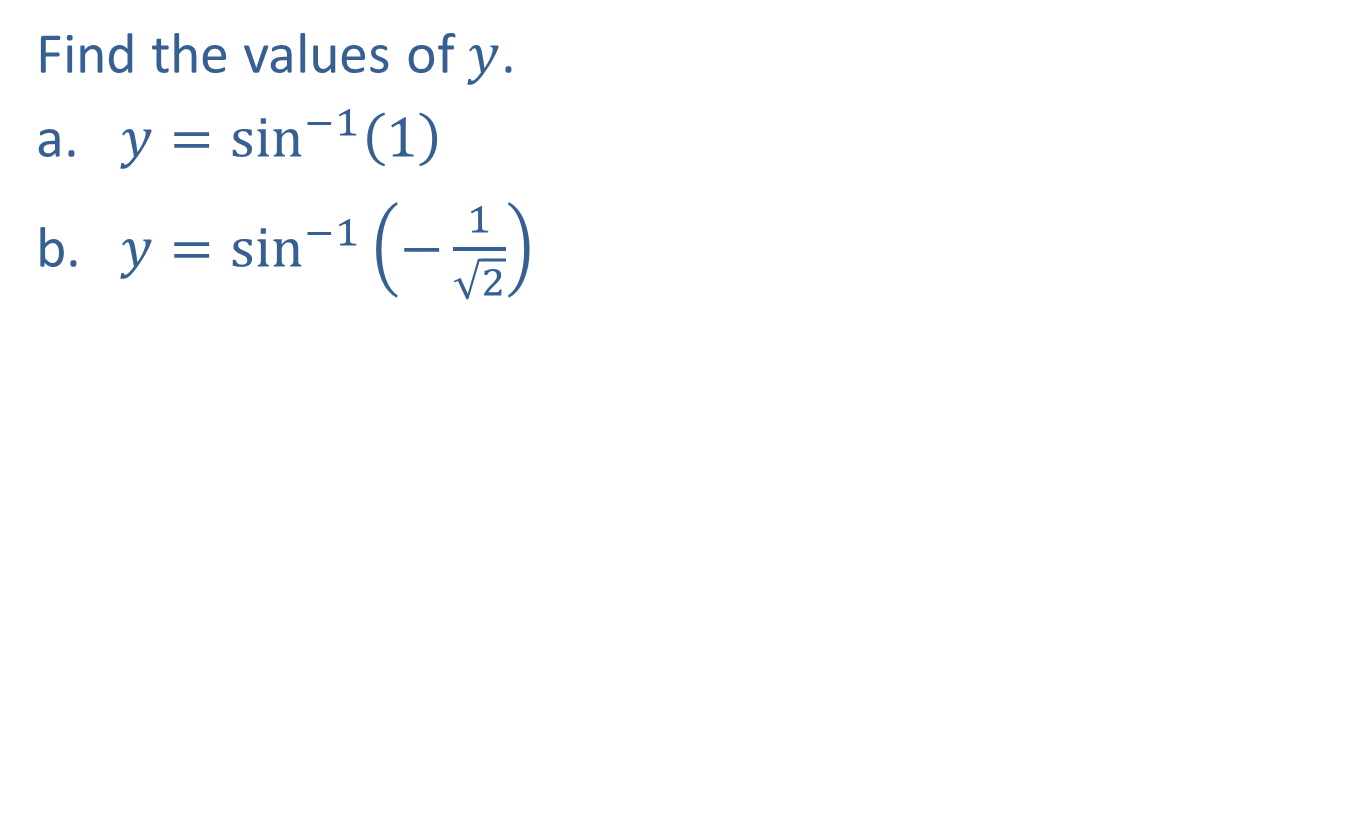 Find the values of y.
a. y = sin⁻¹(1)
b. y = sin⁻¹(−1/√2)